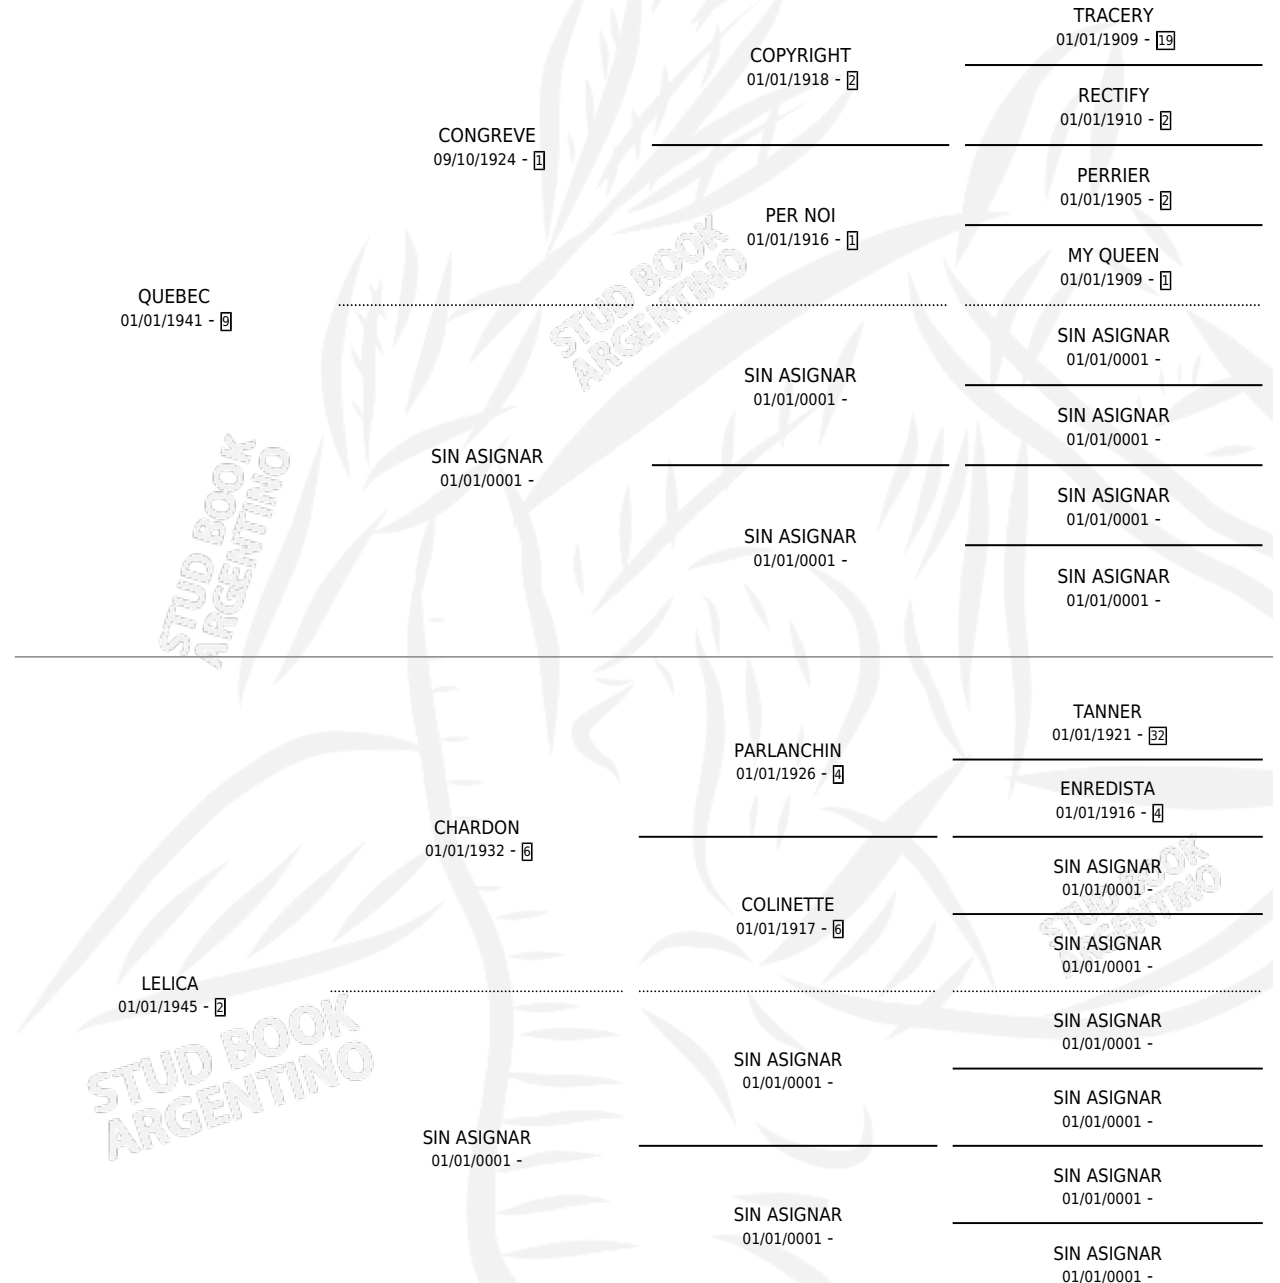 TRACERY
01/01/1909 - 19
COPYRIGHT
01/01/1918 - 2
RECTIFY
01/01/1910 - 2
CONGREVE
09/10/1924 - 1
PERRIER
01/01/1905 - 2
PER NOI
01/01/1916 - 1
MY QUEEN
01/01/1909 - 1
QUEBEC
01/01/1941 - 9
SIN ASIGNAR
01/01/0001 -
SIN ASIGNAR
01/01/0001 -
SIN ASIGNAR
01/01/0001 -
SIN ASIGNAR
01/01/0001 -
SIN ASIGNAR
01/01/0001 -
SIN ASIGNAR
01/01/0001 -
SIN ASIGNAR
01/01/0001 -
STUD BOOK
ARGENTINO
STUD BOOK
ARGENTINO
TANNER
01/01/1921 - 32
PARLANCHIN
01/01/1926 - 4
ENREDISTA
01/01/1916 - 4
CHARDON
01/01/1932 - 6
SIN ASIGNAR
01/01/0001 -
COLINETTE
01/01/1917 - 6
SIN ASIGNAR
01/01/0001 -
STUD BOOK
ARGENTINO
LELICA
01/01/1945 - 2
SIN ASIGNAR
01/01/0001 -
SIN ASIGNAR
01/01/0001 -
SIN ASIGNAR
01/01/0001 -
SIN ASIGNAR
01/01/0001 -
SIN ASIGNAR
01/01/0001 -
SIN ASIGNAR
01/01/0001 -
SIN ASIGNAR
01/01/0001 -
STUD BOOK
ARGENTINO